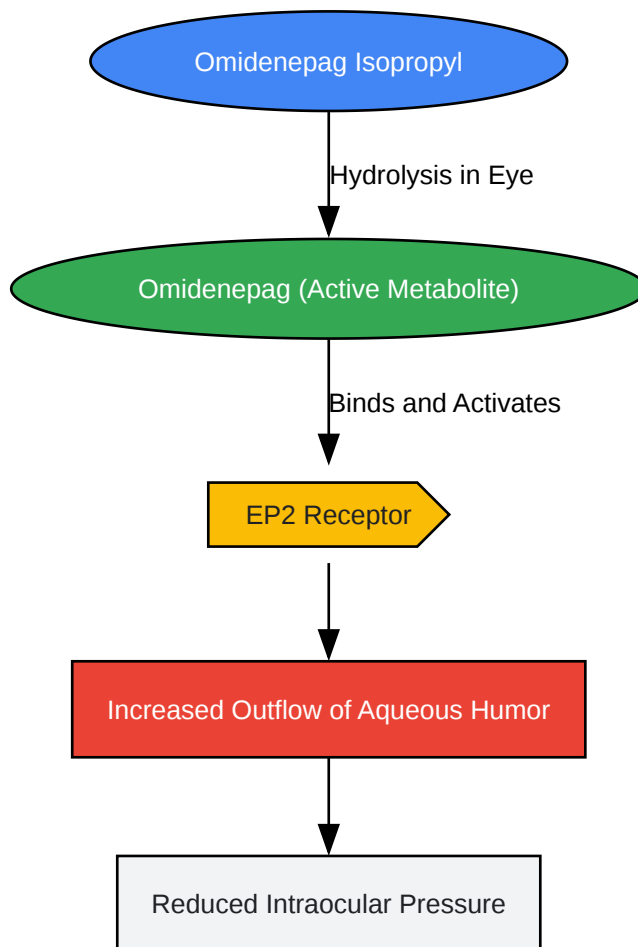 Omidenepag Isopropyl
Hydrolysis in Eye
Omidenepag (Active Metabolite)
Binds and Activates
EP2 Receptor
Increased Outflow of Aqueous Humor
Reduced Intraocular Pressure